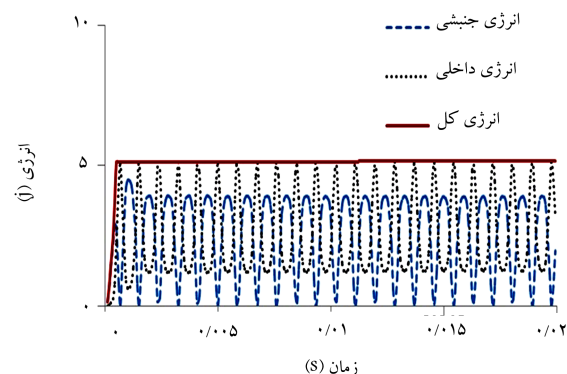 انرژی جنبشی
انرژی داخلی
انرژی کل
۱۰
۵
۰
انرژی (j)
۰ ۰/۰۰۵ ۰/۰۱ ۰/۰۱۵ ۰/۰۲
زمان (s)